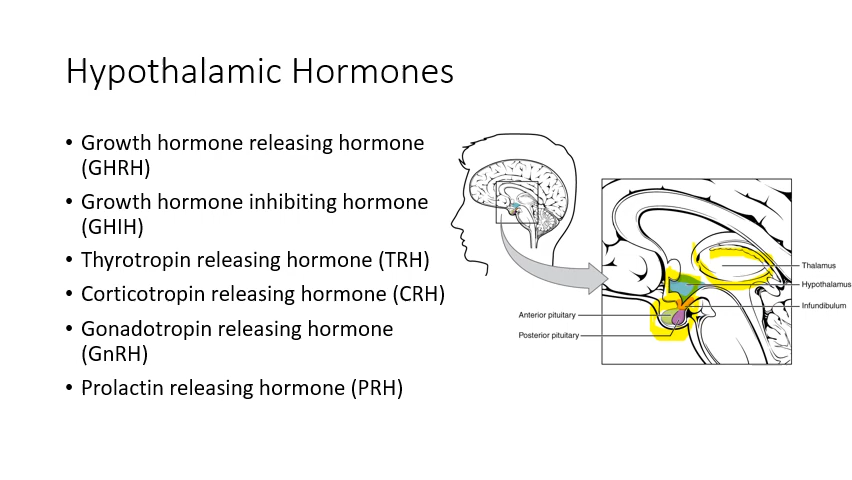 Hypothalamic Hormones
• Growth hormone releasing hormone
(GHRH)
• Growth hormone inhibiting hormone
(GHIH)
• Thyrotropin releasing hormone (TRH)
• Corticotropin releasing hormone (CRH)
• Gonadotropin releasing hormone
(GnRH)
• Prolactin releasing hormone (PRH)
Thalamus
Hypothalamus
Infundibulum
Anterior pituitary
Posterior pituitary